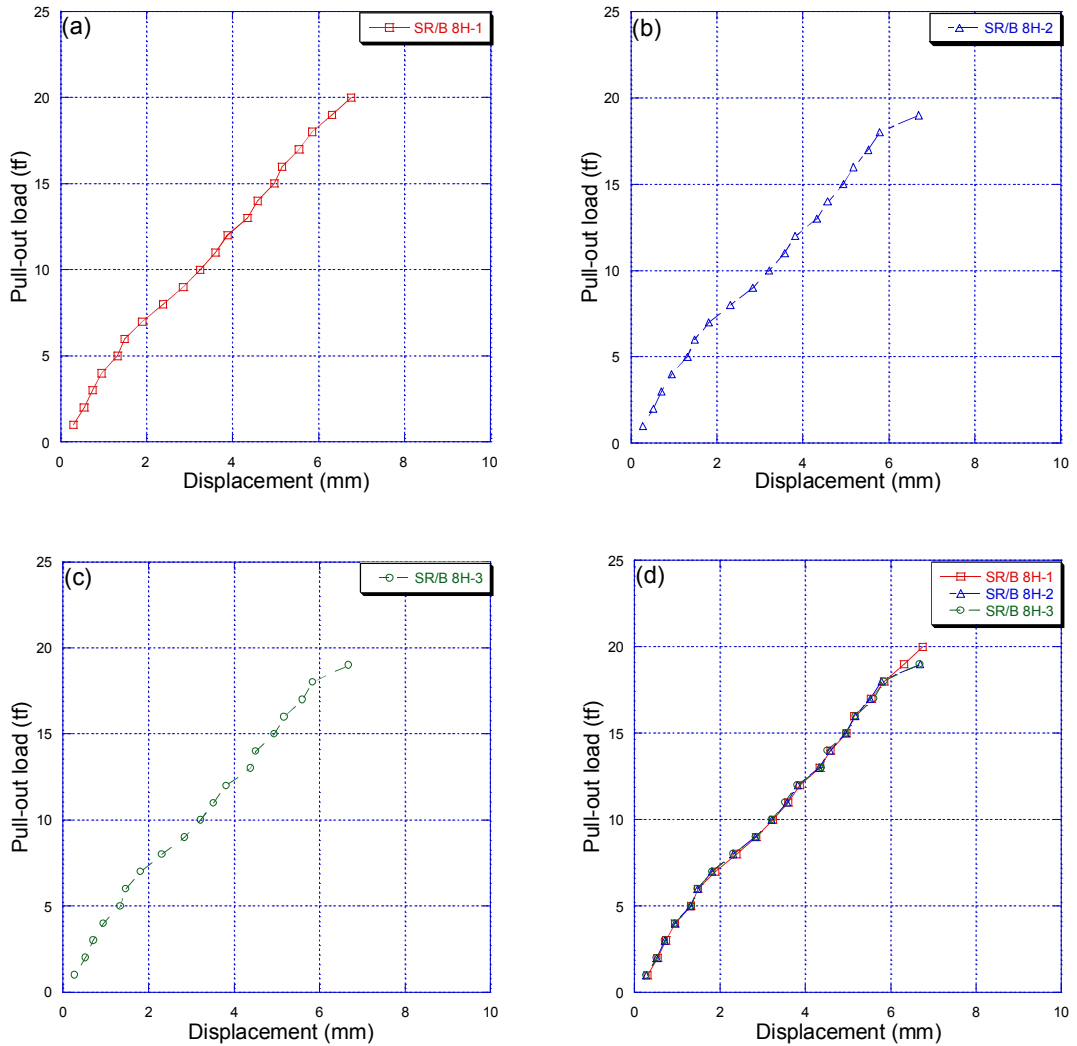 (a)
SR/B 8H-1
25
20
15
10
5
0
0 2 4 6 8 10
Pull-out load (tf)
Displacement (mm)
(b)
SR/B 8H-2
25
20
15
10
5
0
0 2 4 6 8 10
Pull-out load (tf)
Displacement (mm)
(c)
SR/B 8H-3
25
20
15
10
5
0
0 2 4 6 8 10
Pull-out load (tf)
Displacement (mm)
(d)
SR/B 8H-1
SR/B 8H-2
SR/B 8H-3
25
20
15
10
5
0
0 2 4 6 8 10
Pull-out load (tf)
Displacement (mm)